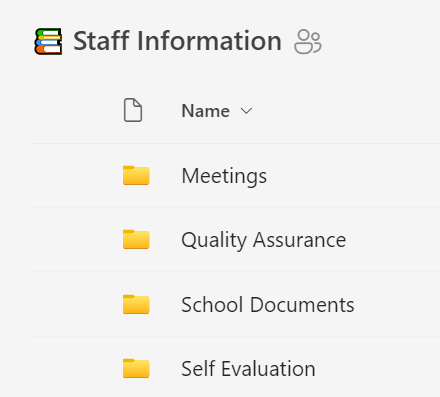 Staff Information
Name
Meetings
Quality Assurance
School Documents
Self Evaluation